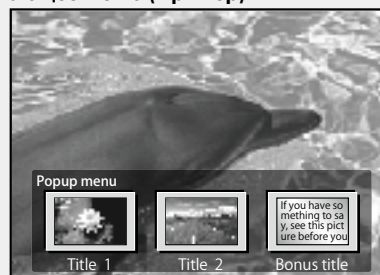 Popup menu
If you have so
mething to sa
y, see this pict
ure before you
Title 1
Title 2
Bonus title